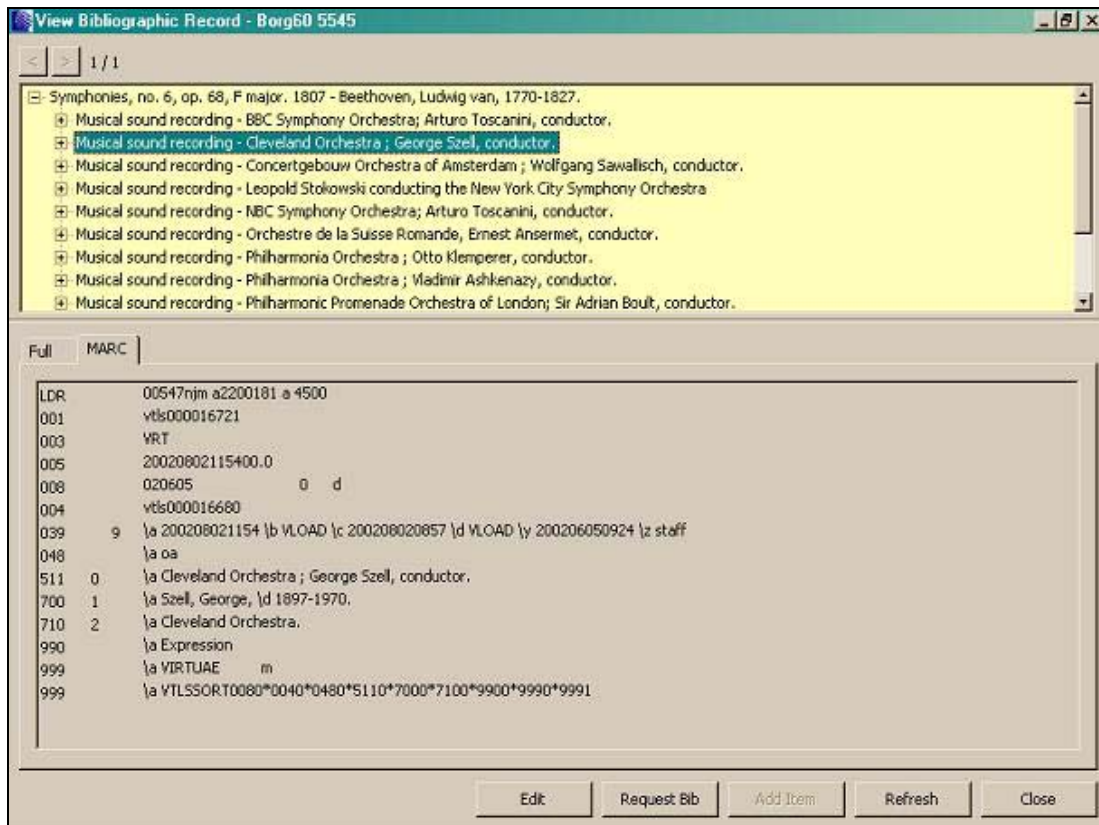 View Bibliographic Record - Borg60 5545
< > 1 / 1
Symphonies, no. 6, op. 68, F major. 1807 - Beethoven, Ludwig van, 1770-1827.
Musical sound recording - BBC Symphony Orchestra; Arturo Toscanini, conductor.
Musical sound recording - Cleveland Orchestra ; George Szell, conductor.
Musical sound recording - Concertgebouw Orchestra of Amsterdam ; Wolfgang Sawallisch, conductor.
Musical sound recording - Leopold Stokowski conducting the New York City Symphony Orchestra
Musical sound recording - NBC Symphony Orchestra; Arturo Toscanini, conductor.
Musical sound recording - Orchestre de la Suisse Romande, Ernest Ansermet, conductor.
Musical sound recording - Philharmonia Orchestra ; Otto Klemperer, conductor.
Musical sound recording - Philharmonia Orchestra ; Vladimir Ashkenazy, conductor.
Musical sound recording - Philharmonic Promenade Orchestra of London; Sir Adrian Boult, conductor.
Full MARC
LDR 00547njm a2200181 a 4500
001 vtls000016721
003 VRT
005 20020802115400.0
008 020605 0 d
004 vtls000016680
039 9 \a 200208021154 \b VLOAD \c 200208020857 \d VLOAD \y 200206050924 \z staff
048 \a oa
511 0 \a Cleveland Orchestra ; George Szell, conductor.
700 1 \a Szell, George, \d 1897-1970.
710 2 \a Cleveland Orchestra.
990 \a Expression
999 \a VIRTUAE m
999 \a VTLSSORT0080*0040*0480*5110*7000*7100*9900*9990*9991
Edit Request Bib Add Item Refresh Close